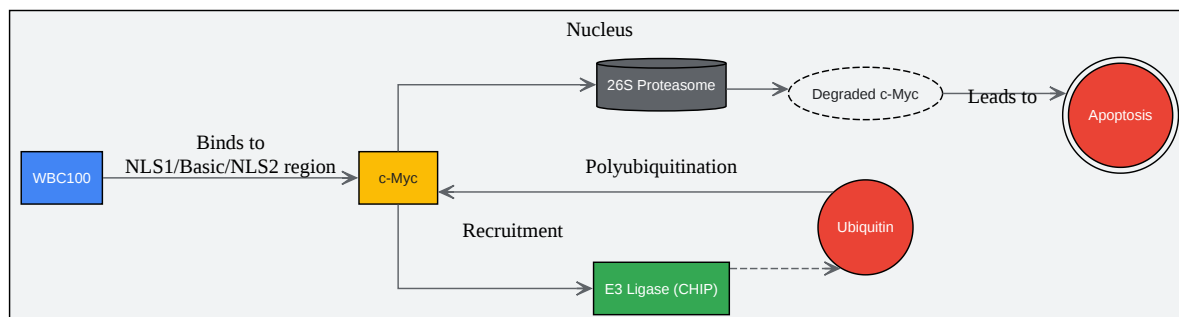 Nucleus
26S Proteasome
Degraded c-Myc
Leads to
Apoptosis
Binds to
NLS1/Basic/NLS2 region
WBC100
c-Myc
Polyubiquitination
Ubiquitin
Recruitment
E3 Ligase (CHIP)